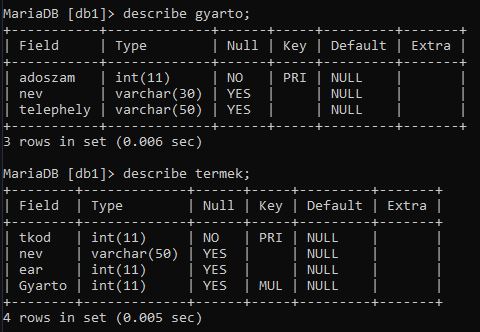 MariaDB [db1]> describe gyarto;
+-----------+-------------+------+-----+---------+-------+
| Field     | Type        | Null | Key | Default | Extra |
+-----------+-------------+------+-----+---------+-------+
| adoszam   | int(11)     | NO   | PRI | NULL    |       |
| nev       | varchar(30) | YES  |     | NULL    |       |
| telephely | varchar(50) | YES  |     | NULL    |       |
+-----------+-------------+------+-----+---------+-------+
3 rows in set (0.006 sec)
MariaDB [db1]> describe termek;
+--------+-------------+------+-----+---------+-------+
| Field  | Type        | Null | Key | Default | Extra |
+--------+-------------+------+-----+---------+-------+
| tkod   | int(11)     | NO   | PRI | NULL    |       |
| nev    | varchar(50) | YES  |     | NULL    |       |
| ear    | int(11)     | YES  |     | NULL    |       |
| Gyarto | int(11)     | YES  | MUL | NULL    |       |
+--------+-------------+------+-----+---------+-------+
4 rows in set (0.005 sec)